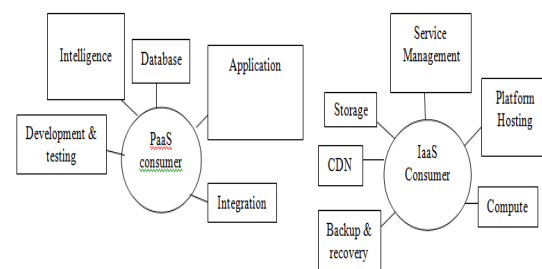 Intelligence
Database
Application
Development &
testing
PaaS
consumer
Integration
Service
Management
Storage
Platform
Hosting
CDN
IaaS
Consumer
Compute
Backup &
recovery